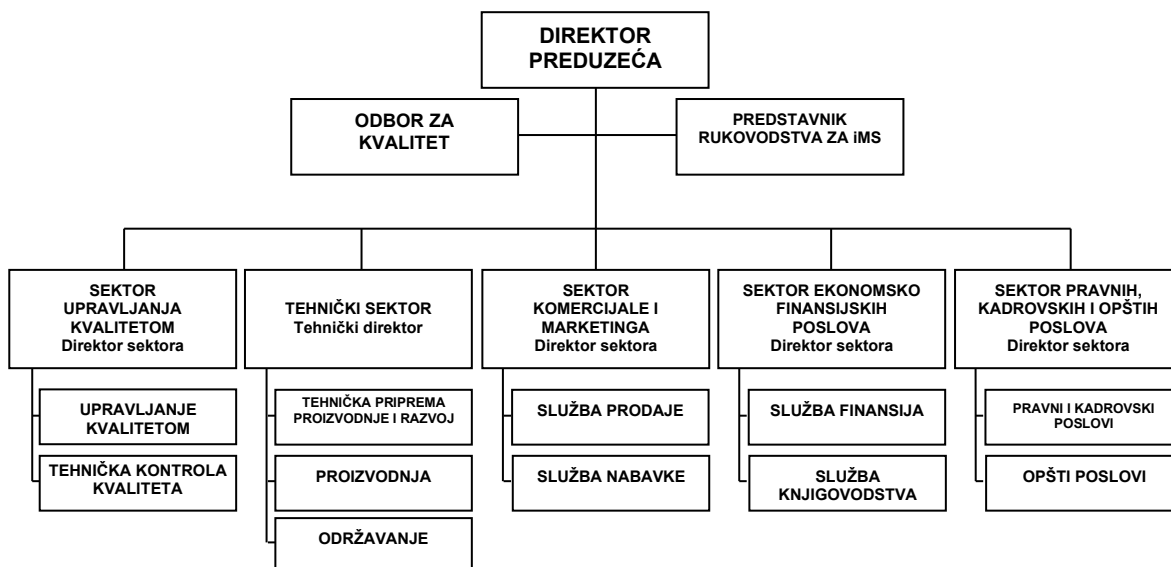 DIREKTOR
PREDUZEĆA
ODBOR ZA
KVALITET
PREDSTAVNIK
RUKOVODSTVA ZA iMS
SEKTOR
UPRAVLJANJA
KVALITETOM
Direktor sektora
TEHNIČKI SEKTOR
Tehnički direktor
SEKTOR
KOMERCIJALE I
MARKETINGA
Direktor sektora
SEKTOR EKONOMSKO
FINANSIJSKIH
POSLOVA
Direktor sektora
SEKTOR PRAVNIH,
KADROVSKIH I OPŠTIH
POSLOVA
Direktor sektora
UPRAVLJANJE
KVALITETOM
TEHNIČKA KONTROLA
KVALITETA
TEHNIČKA PRIPREMA
PROIZVODNJE I RAZVOJ
PROIZVODNJA
ODRŽAVANJE
SLUŽBA PRODAJE
SLUŽBA NABAVKE
SLUŽBA FINANSIJA
SLUŽBA
KNJIGOVODSTVA
PRAVNI I KADROVSKI
POSLOVI
OPŠTI POSLOVI